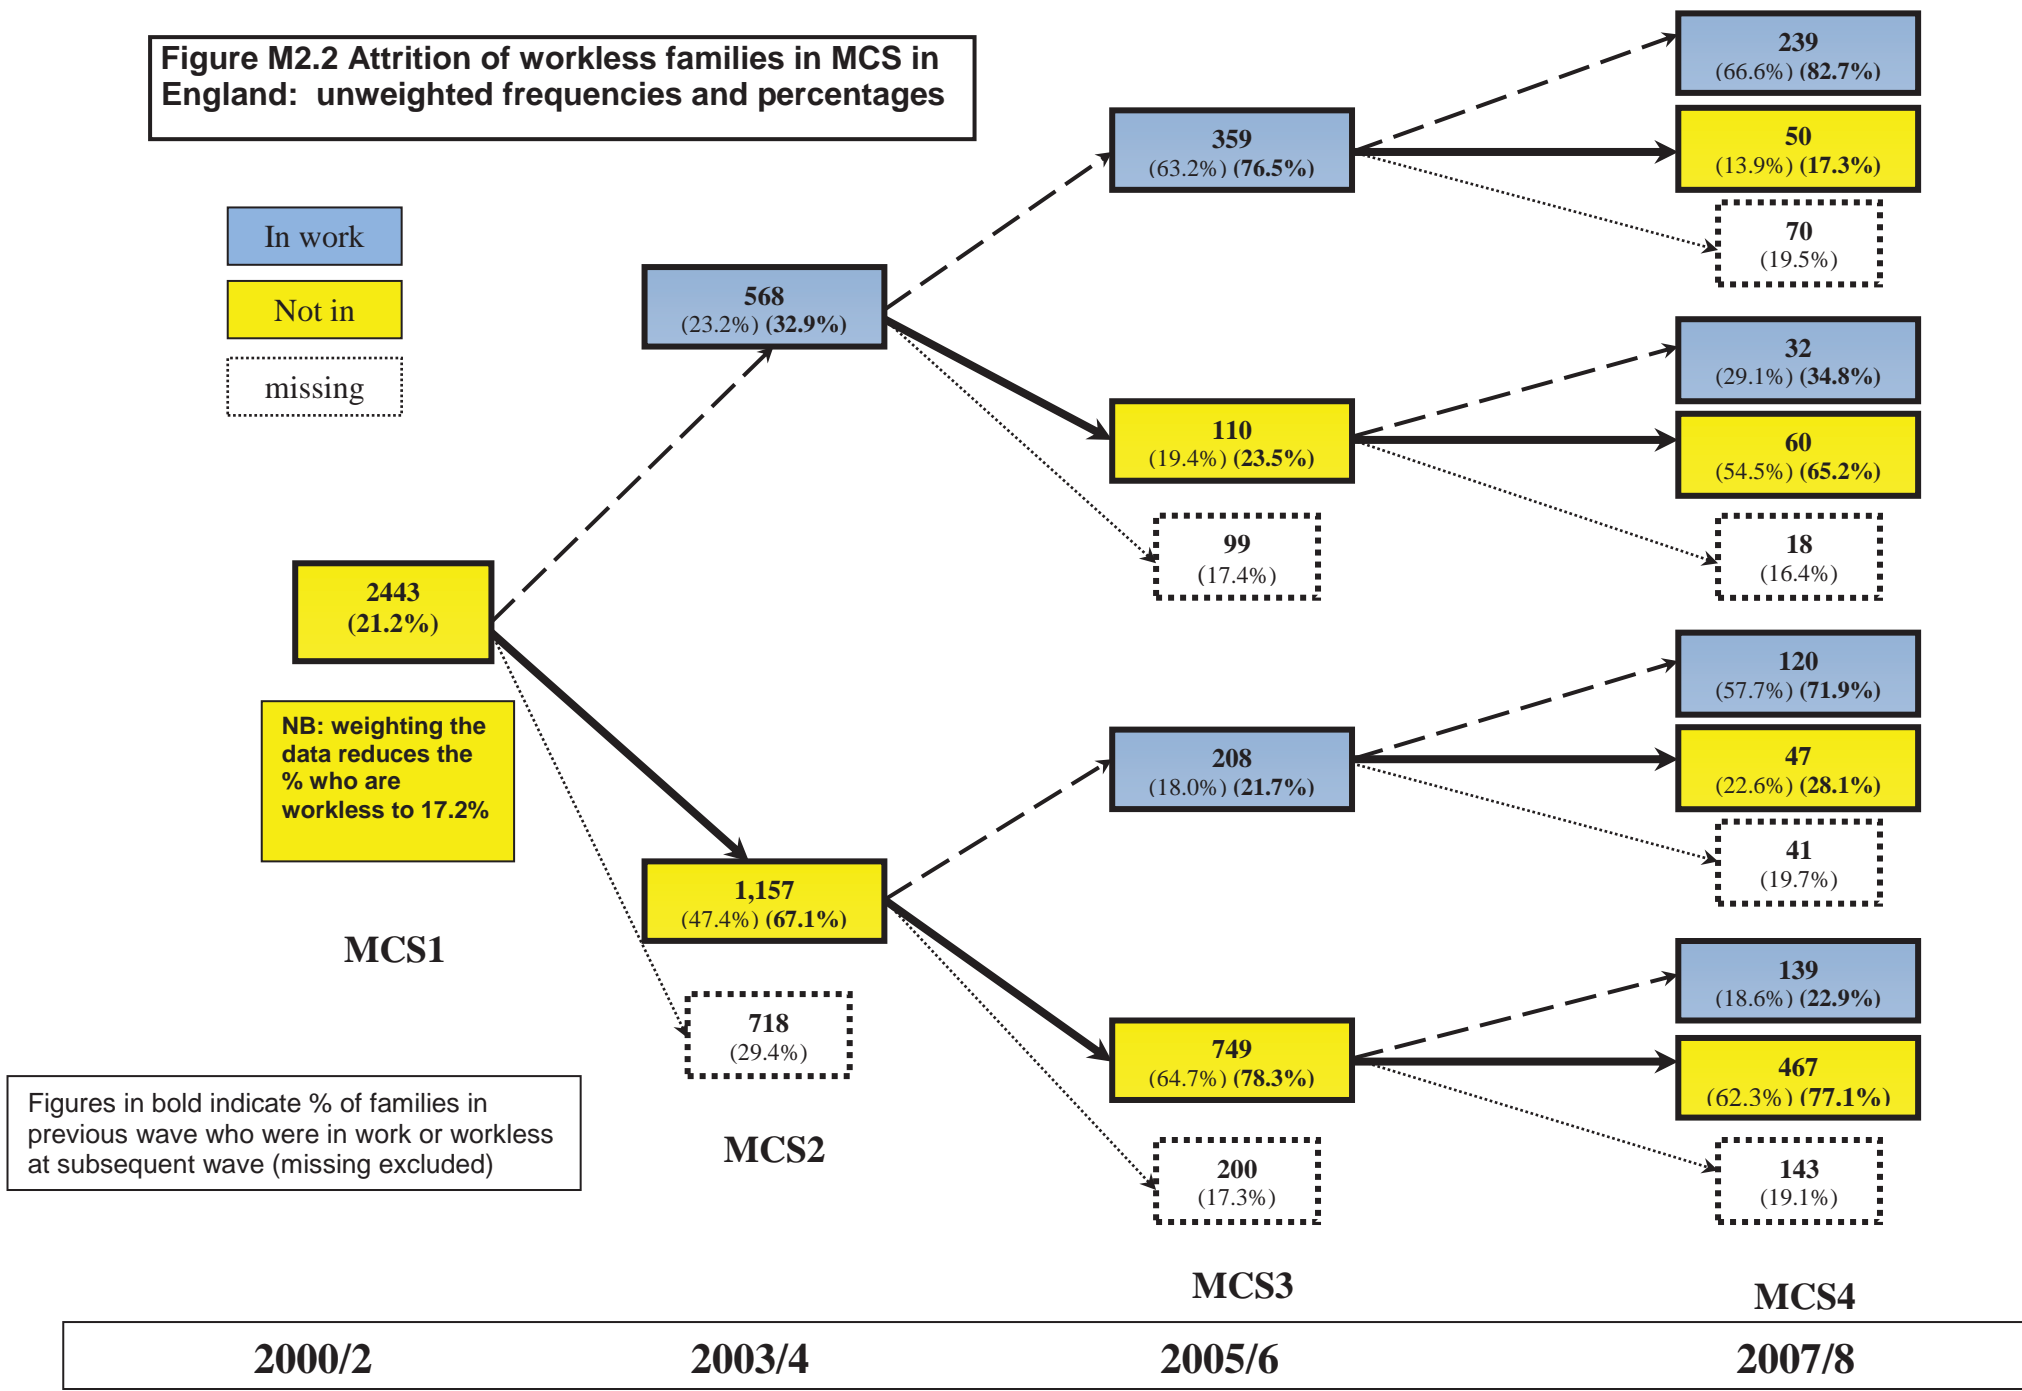 Figure M2.2 Attrition of workless families in MCS in
England:  unweighted frequencies and percentages
In work
Not in
missing
2443
(21.2%)
NB: weighting the
data reduces the
% who are
workless to 17.2%
MCS1
568
(23.2%) (32.9%)
1,157
(47.4%) (67.1%)
718
(29.4%)
MCS2
359
(63.2%) (76.5%)
110
(19.4%) (23.5%)
99
(17.4%)
208
(18.0%) (21.7%)
749
(64.7%) (78.3%)
200
(17.3%)
MCS3
239
(66.6%) (82.7%)
50
(13.9%) (17.3%)
70
(19.5%)
32
(29.1%) (34.8%)
60
(54.5%) (65.2%)
18
(16.4%)
120
(57.7%) (71.9%)
47
(22.6%) (28.1%)
41
(19.7%)
139
(18.6%) (22.9%)
467
(62.3%) (77.1%)
143
(19.1%)
MCS4
Figures in bold indicate % of families in
previous wave who were in work or workless
at subsequent wave (missing excluded)
2000/2 2003/4 2005/6 2007/8